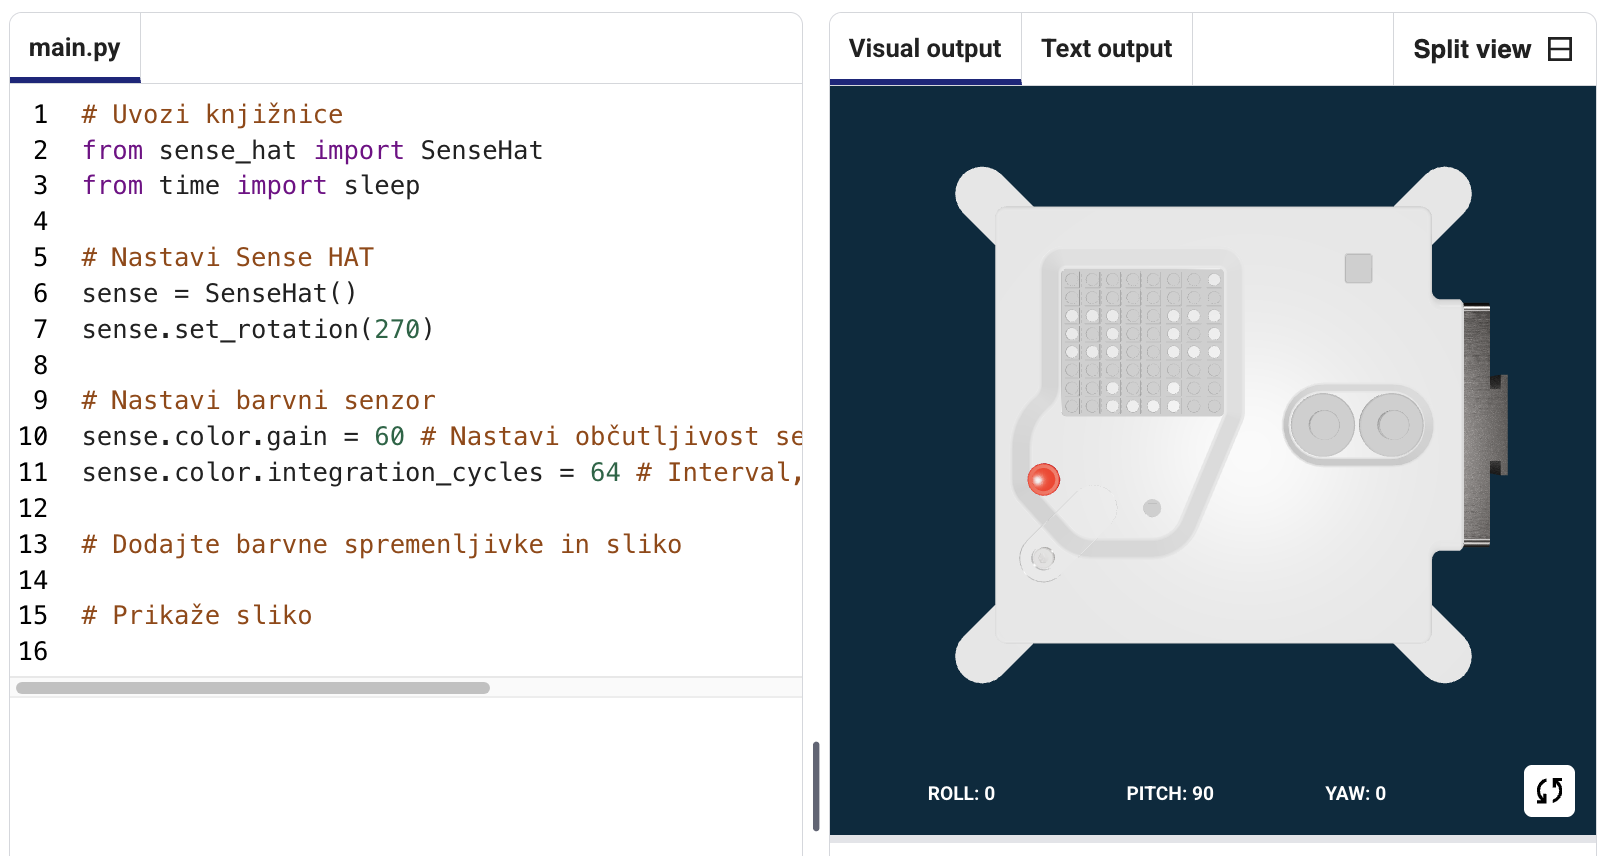 main.py
1 # Uvozi knjižnice
2 from sense_hat import SenseHat
3 from time import sleep
4
5 # Nastavi Sense HAT
6 sense = SenseHat()
7 sense.set_rotation(270)
8
9 # Nastavi barvni senzor
10 sense.color.gain = 60 # Nastavi občutljivost se
11 sense.color.integration_cycles = 64 # Interval,
12
13 # Dodajte barvne spremenljivke in sliko
14
15 # Prikaže sliko
16
Visual output Text output Split view
ROLL: 0 PITCH: 90 YAW: 0